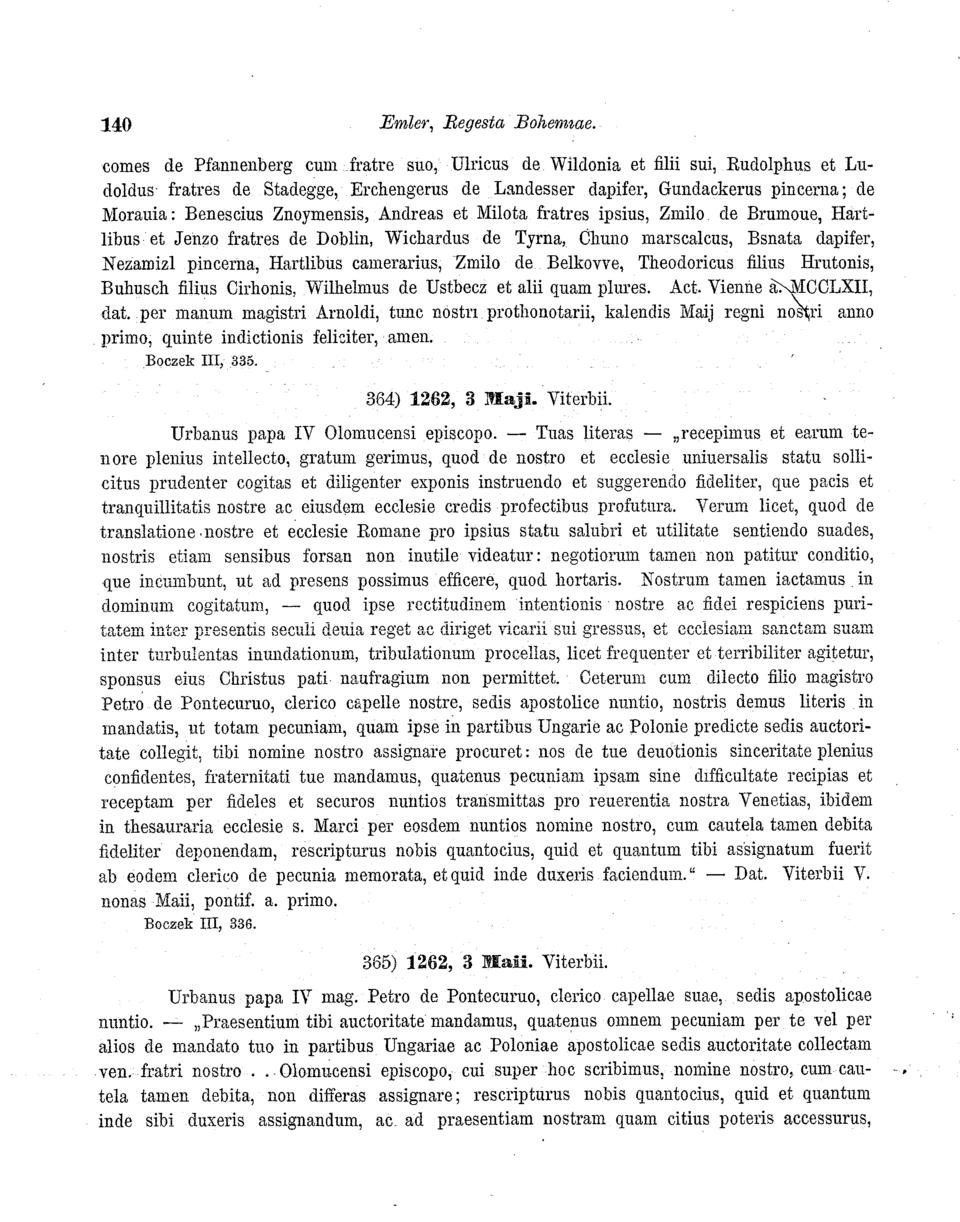 140 Emler, Regesta Bohemiae.
comes de Pfannenberg cum fratre suo, Ulricus de Wildonia et filii sui, Rudolphus et Lu-
doldus fratres de Stadegge, Erchengerus de Landesser dapifer, Gundackerus pincerna; de
Morauia: Benescius Znoymensis, Andreas et Milota fratres ipsius, Zmilo de Brumoue, Hart-
libus et Jenzo fratres de Doblin, Wichardus de Tyrna, Chuno marscalcus, Bsnata dapifer,
Nezamizl pincerna, Hartlibus camerarius, Zmilo de Belkovve, Theodoricus filius Hrutonis,
Buhusch filius Cirhonis, Wilhelmus de Ustbecz et alii quam plures. Act. Vienne a. MCCLXII,
dat. per manum magistri Arnoldi, tunc nostri prothonotarii, kalendis Maij regni nostri anno
primo, quinte indictionis feliciter, amen.
Boczek III, 335.
364) 1262, 3 Maji. Viterbii.
Urbanus papa IV Olomucensi episcopo. — Tuas literas — „recepimus et earum te-
nore plenius intellecto, gratum gerimus, quod de nostro et ecclesie uniuersalis statu solli-
citus prudenter cogitas et diligenter exponis instruendo et suggerendo fideliter, que pacis et
tranquillitatis nostre ac eiusdem ecclesie credis profectibus profutura. Verum licet, quod de
translatione nostre et ecclesie Romane pro ipsius statu salubri et utilitate sentiendo suades,
nostris etiam sensibus forsan non inutile videatur: negotiorum tamen non patitur conditio,
que incumbunt, ut ad presens possimus efficere, quod hortaris. Nostrum tamen iactamus in
dominum cogitatum, — quod ipse rectitudinem intentionis nostre ac fidei respiciens puri-
tatem inter presentis seculi deuia reget ac diriget vicarii sui gressus, et ecclesiam sanctam suam
inter turbulentas inundationum, tribulationum procellas, licet frequenter et terribiliter agitetur,
sponsus eius Christus pati naufragium non permittet. Ceterum cum dilecto filio magistro
Petro de Pontecuruo, clerico capelle nostre, sedis apostolice nuntio, nostris demus literis in
mandatis, ut totam pecuniam, quam ipse in partibus Ungarie ac Polonie predicte sedis auctori-
tate collegit, tibi nomine nostro assignare procuret: nos de tue deuotionis sinceritate plenius
confidentes, fraternitati tue mandamus, quatenus pecuniam ipsam sine difficultate recipias et
receptam per fideles et securos nuntios transmittas pro reuerentia nostra Venetias, ibidem
in thesauraria ecclesie s. Marci per eosdem nuntios nomine nostro, cum cautela tamen debita
fideliter deponendam, rescripturus nobis quantocius, quid et quantum tibi assignatum fuerit
ab eodem clerico de pecunia memorata, et quid inde duxeris faciendum.“ — Dat. Viterbii V.
nonas Maii, pontif. a. primo.
Boczek III, 336.
365) 1262, 3 Maii. Viterbii.
Urbanus papa IV mag. Petro de Pontecuruo, clerico capellae suae, sedis apostolicae
nuntio. — „Praesentium tibi auctoritate mandamus, quatenus omnem pecuniam per te vel per
alios de mandato tuo in partibus Ungariae ac Poloniae apostolicae sedis auctoritate collectam
ven. fratri nostro . . Olomucensi episcopo, cui super hoc scribimus, nomine nostro, cum cau-
tela tamen debita, non differas assignare; rescripturus nobis quantocius, quid et quantum
inde sibi duxeris assignandum, ac ad praesentiam nostram quam citius poteris accessurus,